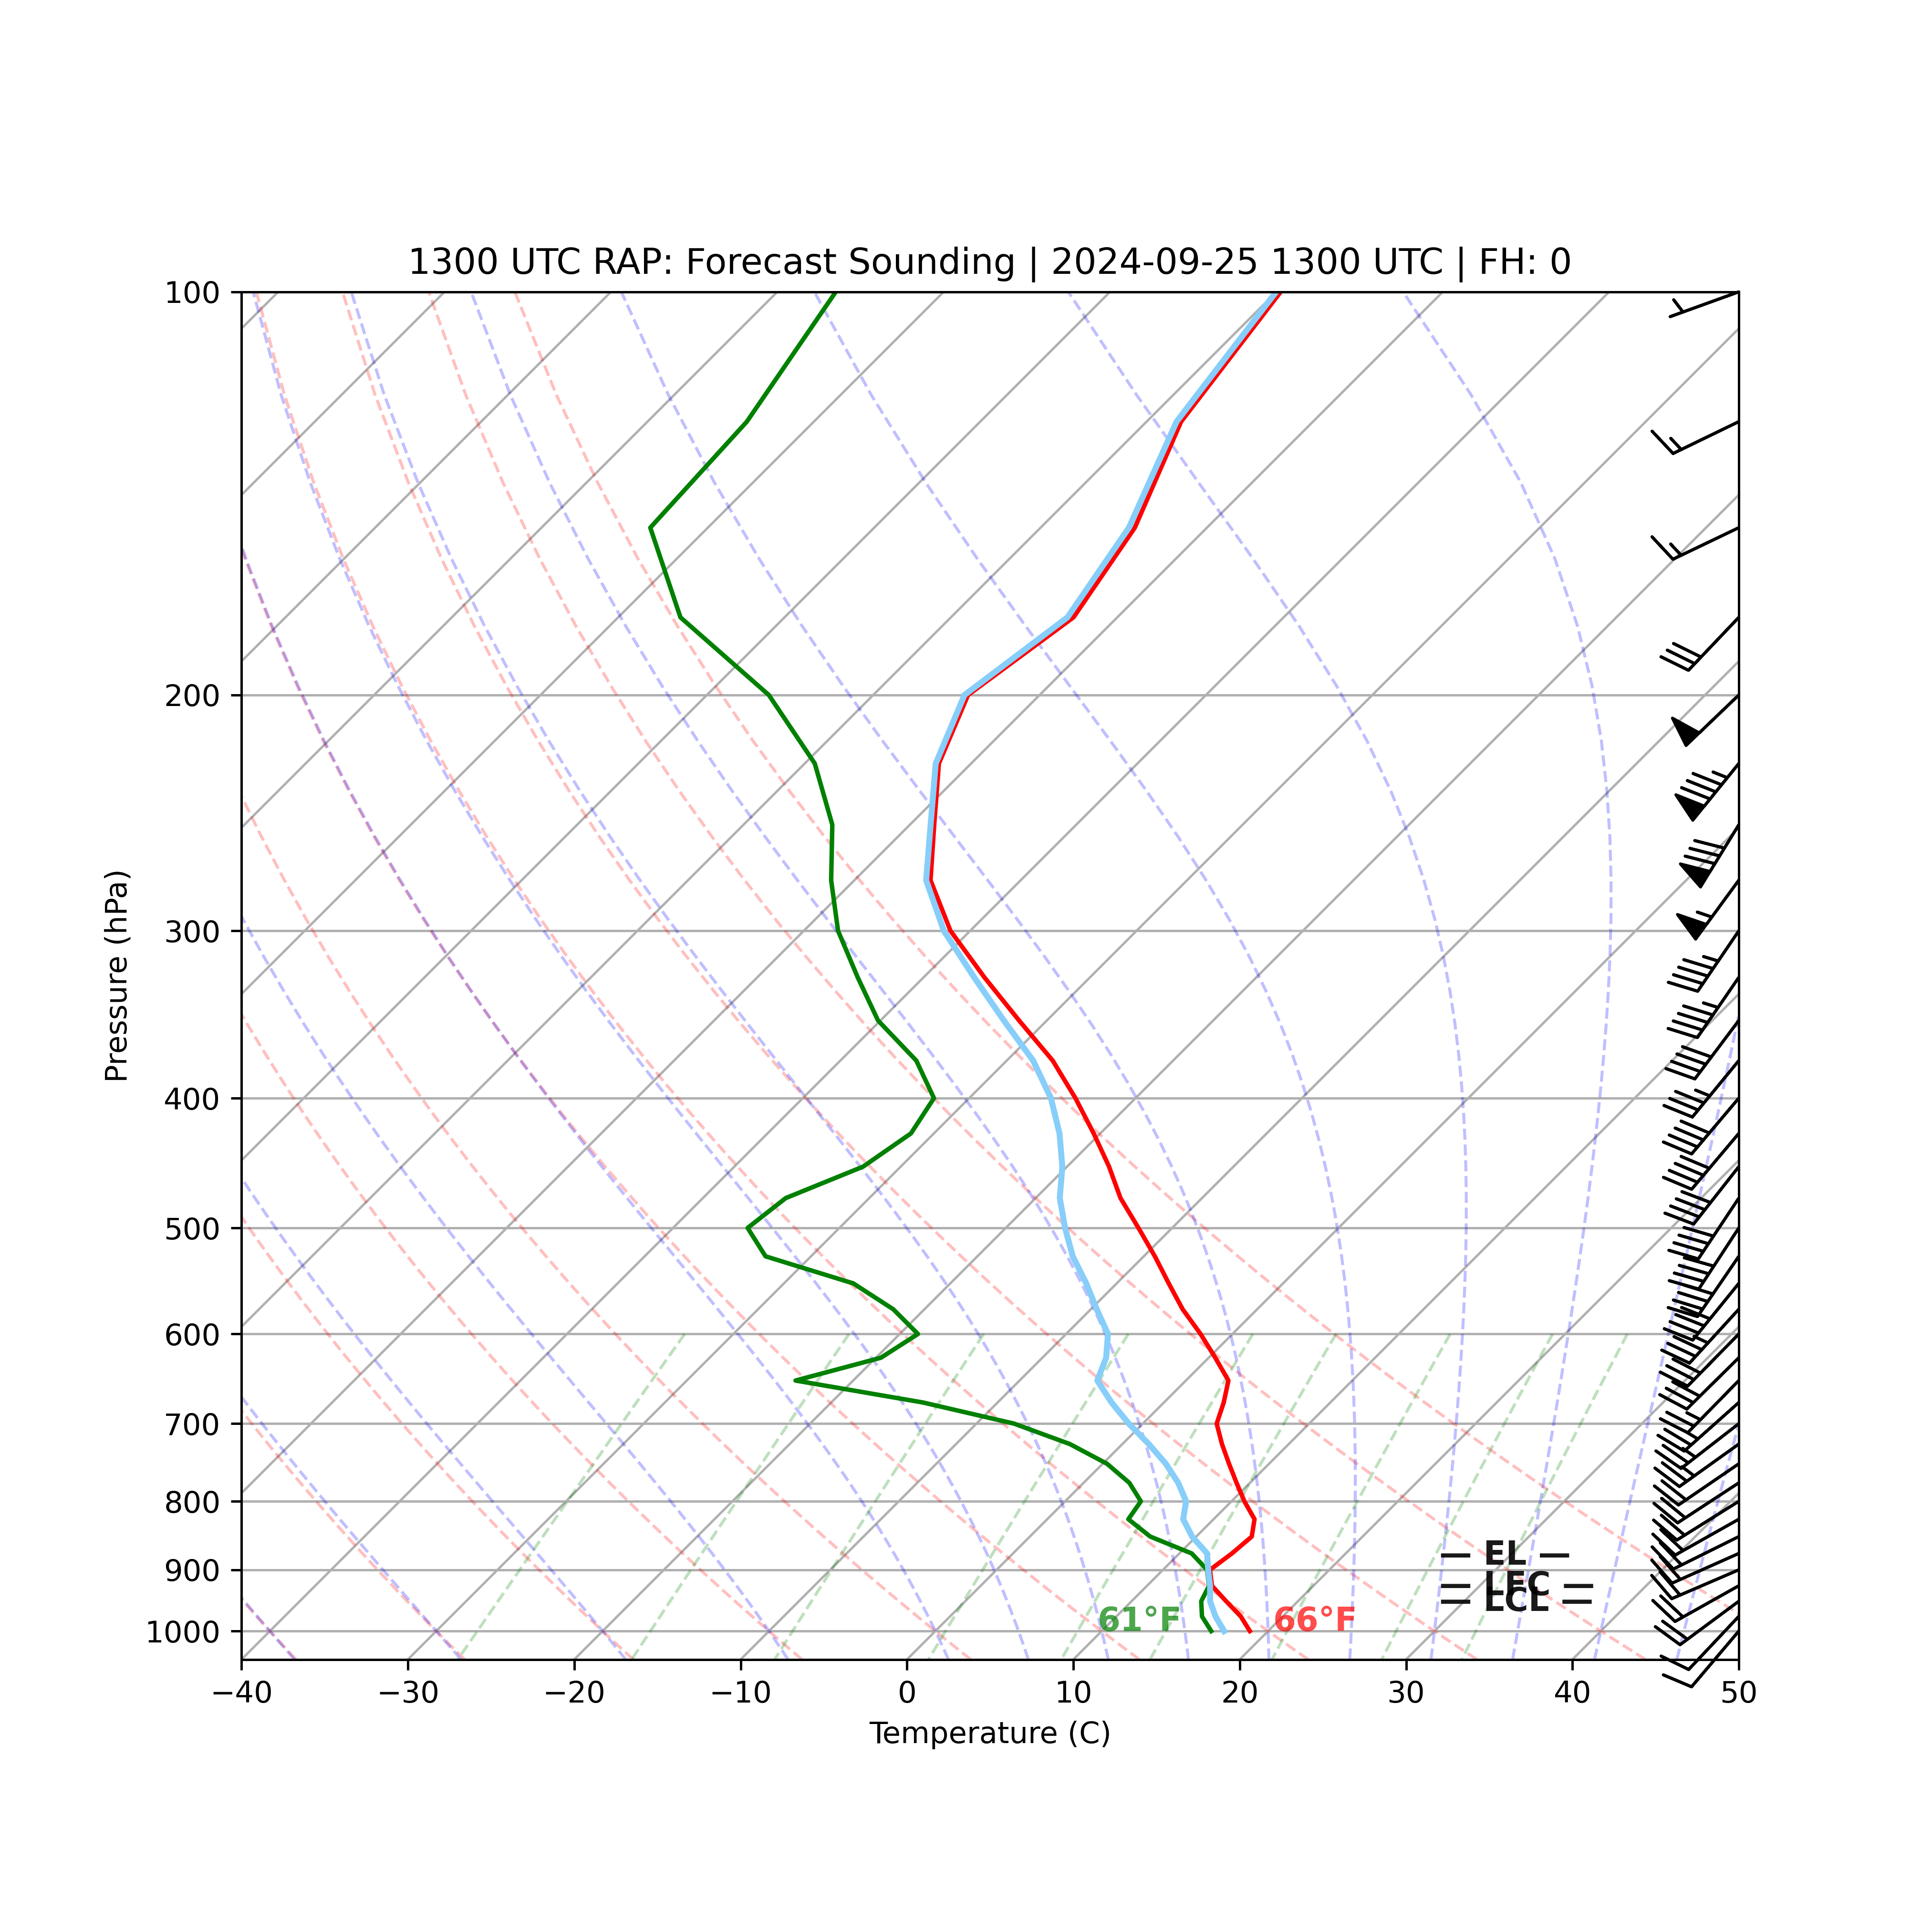 1300 UTC RAP: Forecast Sounding | 2024-09-25 1300 UTC | FH: 0
100
200
300
400
500
600
700
800
900
1000
Pressure (hPa)
— EL —
— LFC —
— LCL —
61°F
66°F
−40 −30 −20 −10 0 10 20 30 40 50
Temperature (C)